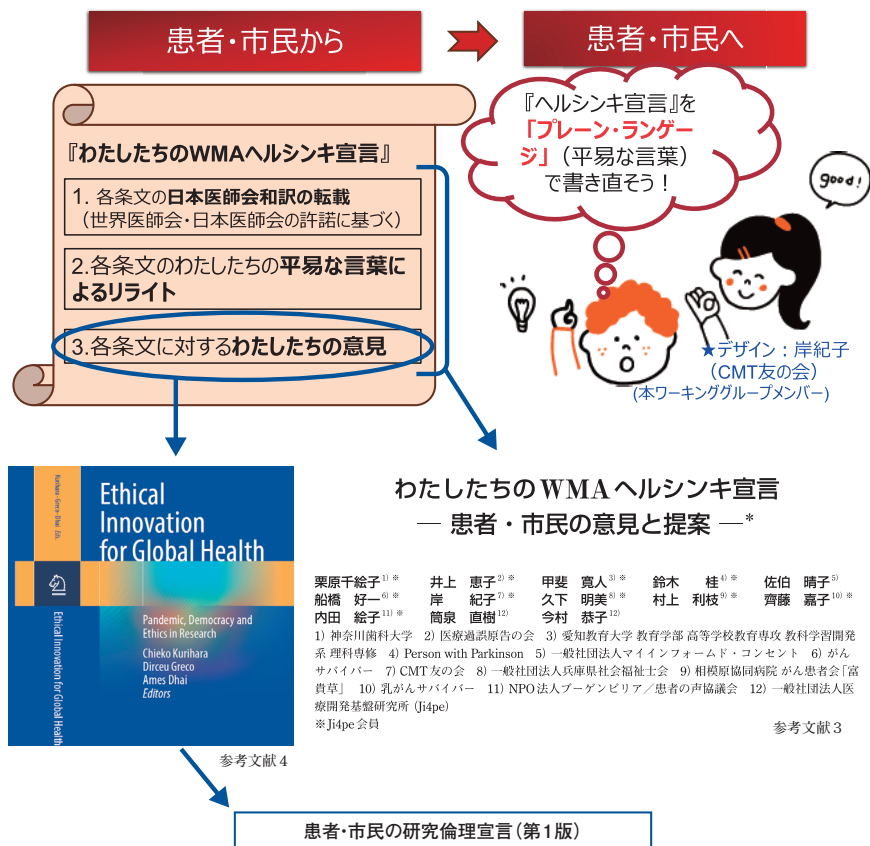 患者・市民から
患者・市民へ
『ヘルシンキ宣言』を
「プレーン・ランゲー
ジ」（平易な言葉）
で書き直そう！
good!
『わたしたちのWMAヘルシンキ宣言』
1. 各条文の日本医師会和訳の転載
（世界医師会・日本医師会の許諾に基づく）
2.各条文のわたしたちの平易な言葉に
よるリライト
3.各条文に対するわたしたちの意見
★デザイン：岸紀子
（CMT友の会）
(本ワーキンググループメンバー)
Kurihara · Greco · Dhai Eds.
Ethical Innovation for Global Health
Ethical
Innovation
for Global Health
Pandemic, Democracy and
Ethics in Research
Chieko Kurihara
Dirceu Greco
Ames Dhai
Editors
参考文献４
わたしたちのWMAヘルシンキ宣言
― 患者・市民の意見と提案 ―*
栗原千絵子1)※ 井上　恵子2)※ 甲斐　寛人3)※ 鈴木　桂4)※ 佐伯　晴子5)
船橋　好一6)※ 岸　紀子7)※ 久下　明美8)※ 村上　利枝9)※ 齊藤　嘉子10)※
内田　絵子11)※ 筒泉　直樹12) 今村　恭子12)
1) 神奈川歯科大学　2) 医療過誤原告の会　3) 愛知教育大学 教育学部 高等学校教育専攻 教科学習開発
系 理科専修　4) Person with Parkinson　5) 一般社団法人マイインフォームド・コンセント　6) がん
サバイバー　7) CMT友の会　8) 一般社団法人兵庫県社会福祉士会　9) 相模原協同病院 がん患者会「富
貴草」　10) 乳がんサバイバー　11) NPO法人ブーゲンビリア／患者の声協議会　12) 一般社団法人医
療開発基盤研究所 (Ji4pe)
※Ji4pe会員
参考文献３
患者・市民の研究倫理宣言（第１版）